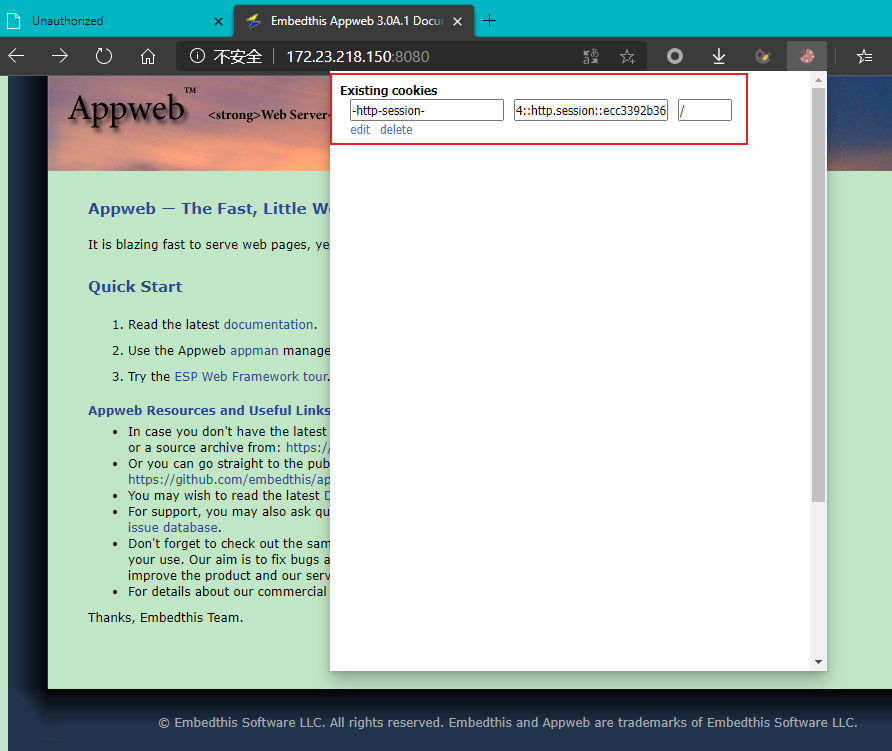 Unauthorized
Embedthis Appweb 3.0A.1 Docu
不安全
172.23.218.150:8080
Appweb™
<strong>Web Server<
Existing cookies
-http-session-
4::http.session::ecc3392b36
/
edit delete
Appweb — The Fast, Little W
It is blazing fast to serve web pages, ye
Quick Start
1. Read the latest documentation.
2. Use the Appweb appman manage
3. Try the ESP Web Framework tour.
Appweb Resources and Useful Links
In case you don't have the latest
or a source archive from: https://
Or you can go straight to the pub
https://github.com/embedthis/ap
You may wish to read the latest D
For support, you may also ask qu
issue database.
Don't forget to check out the sam
your use. Our aim is to fix bugs a
improve the product and our serv
For details about our commercial
Thanks, Embedthis Team.
© Embedthis Software LLC. All rights reserved. Embedthis and Appweb are trademarks of Embedthis Software LLC.